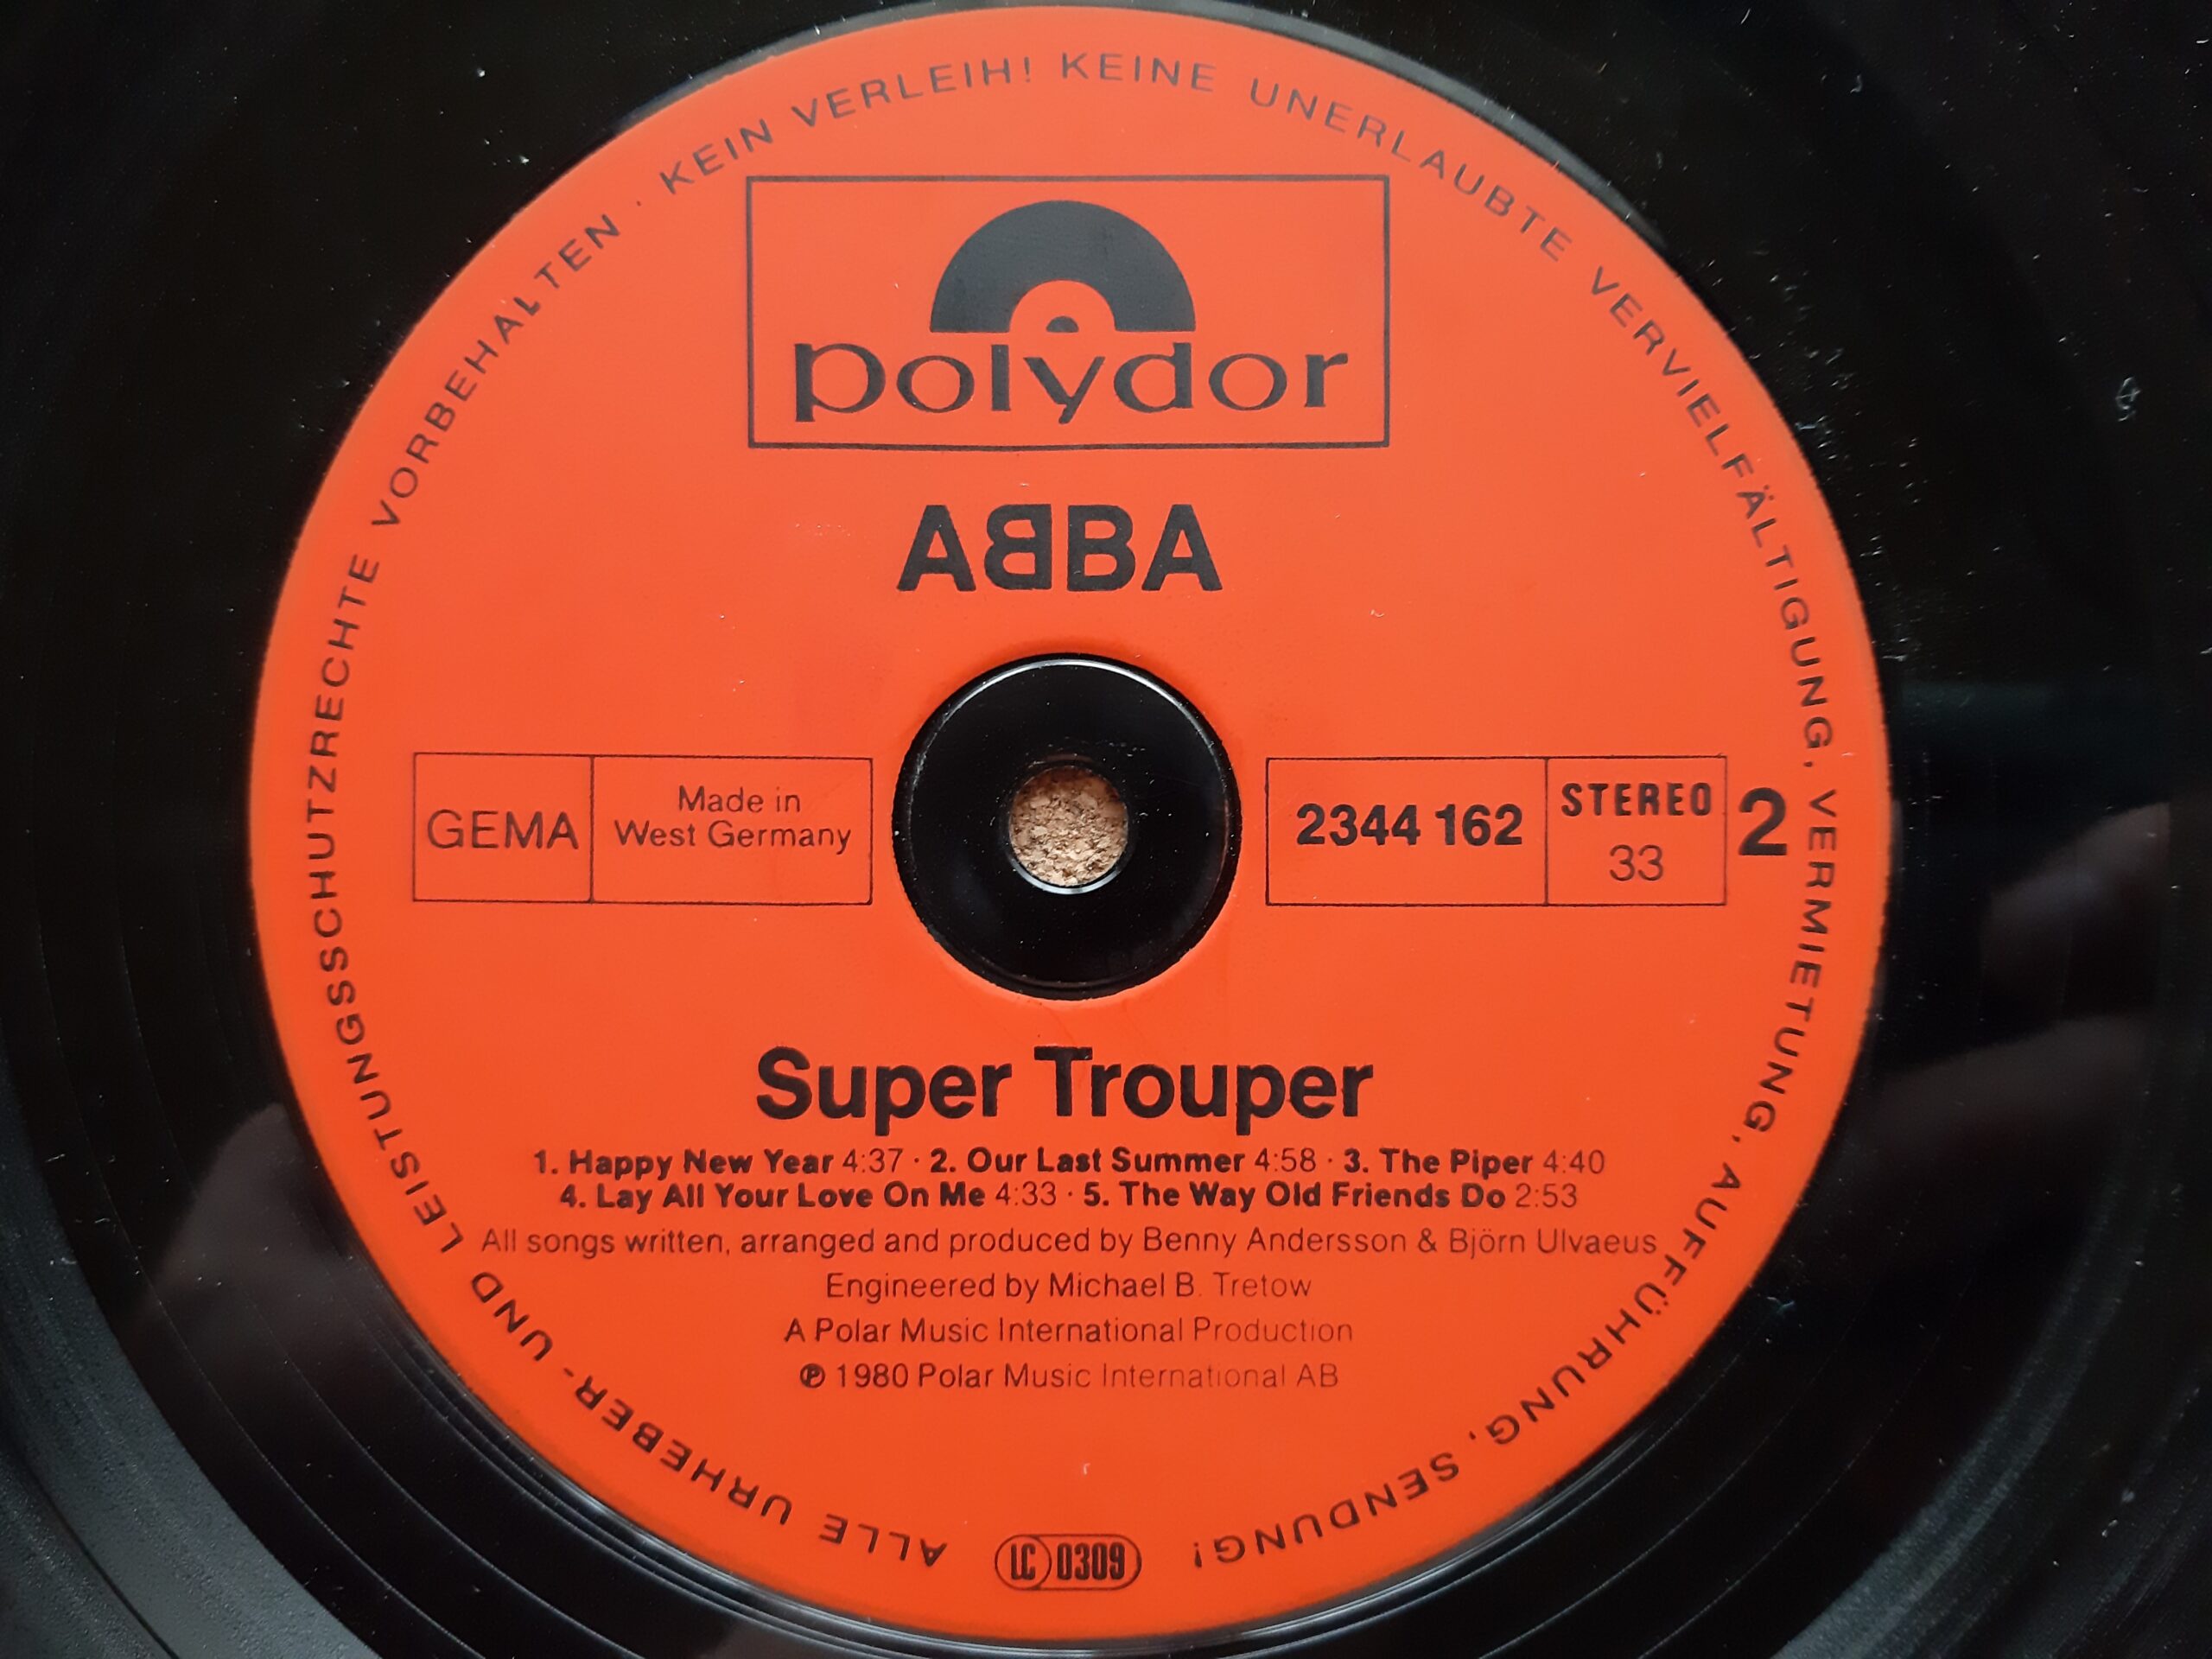 ALLE URHEBER- UND LEISTUNGSSCHUTZRECHTE VORBEHALTEN · KEIN VERLEIH! KEINE UNERLAUBTE VERVIELFÄLTIGUNG, VERMIETUNG, AUFFÜHRUNG, SENDUNG!
polydor
ABBA
GEMA
Made in
West Germany
2344 162
STEREO
33
2
Super Trouper
1. Happy New Year 4:37 · 2. Our Last Summer 4:58 · 3. The Piper 4:40
4. Lay All Your Love On Me 4:33 · 5. The Way Old Friends Do 2:53
All songs written, arranged and produced by Benny Andersson & Björn Ulvaeus
Engineered by Michael B. Tretow
A Polar Music International Production
℗ 1980 Polar Music International AB
LC 0309